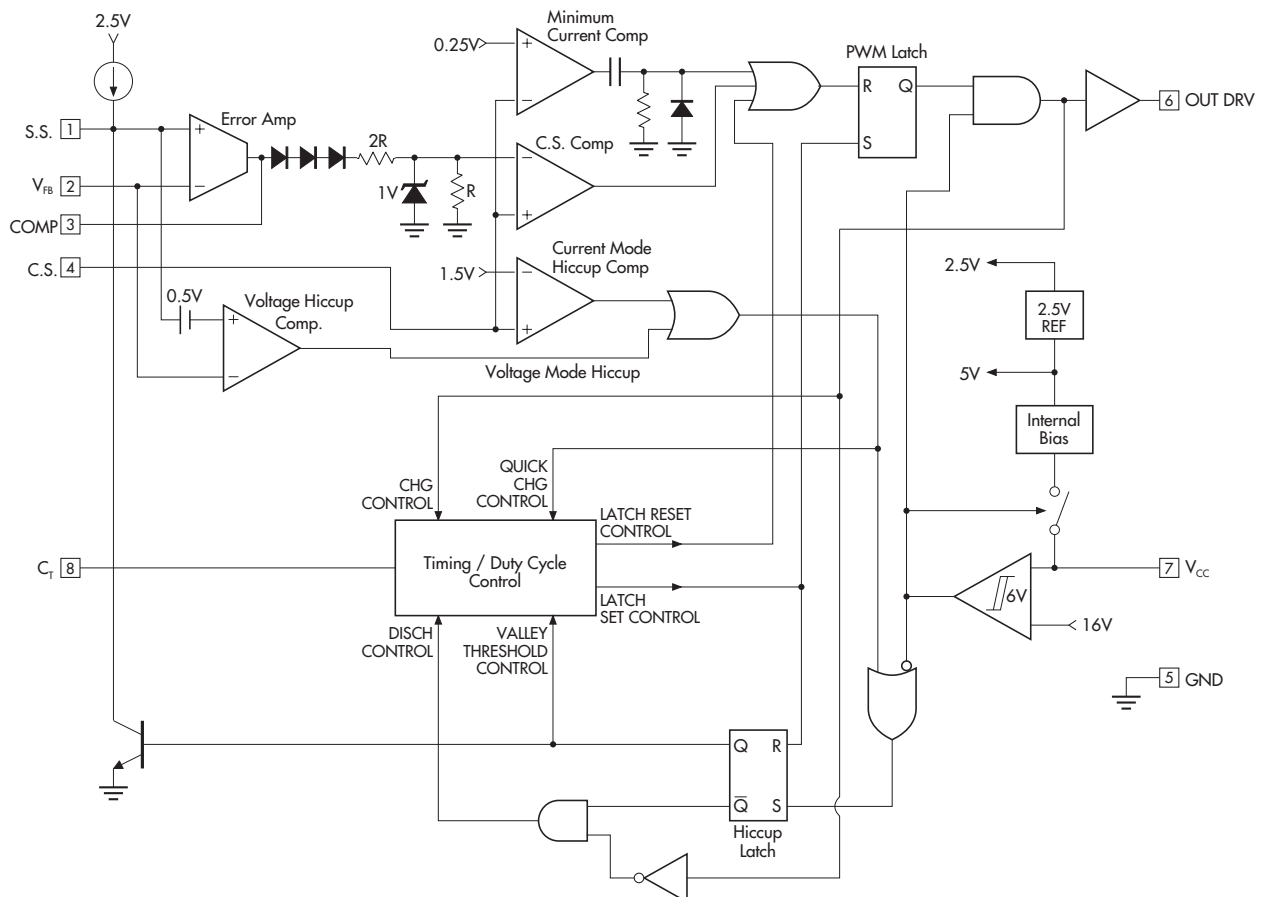 2.5V
S.S. 1
V_FB 2
COMP 3
C.S. 4
Error Amp
2R
1V
R
0.5V
Voltage Hiccup
Comp.
Minimum
Current Comp
0.25V
+
−
C.S. Comp
−
+
Current Mode
Hiccup Comp
1.5V
−
+
+
−
+
−
Voltage Mode Hiccup
PWM Latch
R Q
S
6 OUT DRV
2.5V
2.5V
REF
5V
Internal
Bias
7 V_CC
6V
16V
5 GND
CHG
CONTROL
QUICK
CHG
CONTROL
LATCH RESET
CONTROL
C_T 8
Timing / Duty Cycle
Control
LATCH
SET CONTROL
DISCH
CONTROL
VALLEY
THRESHOLD
CONTROL
Q R
Q̅ S
Hiccup
Latch